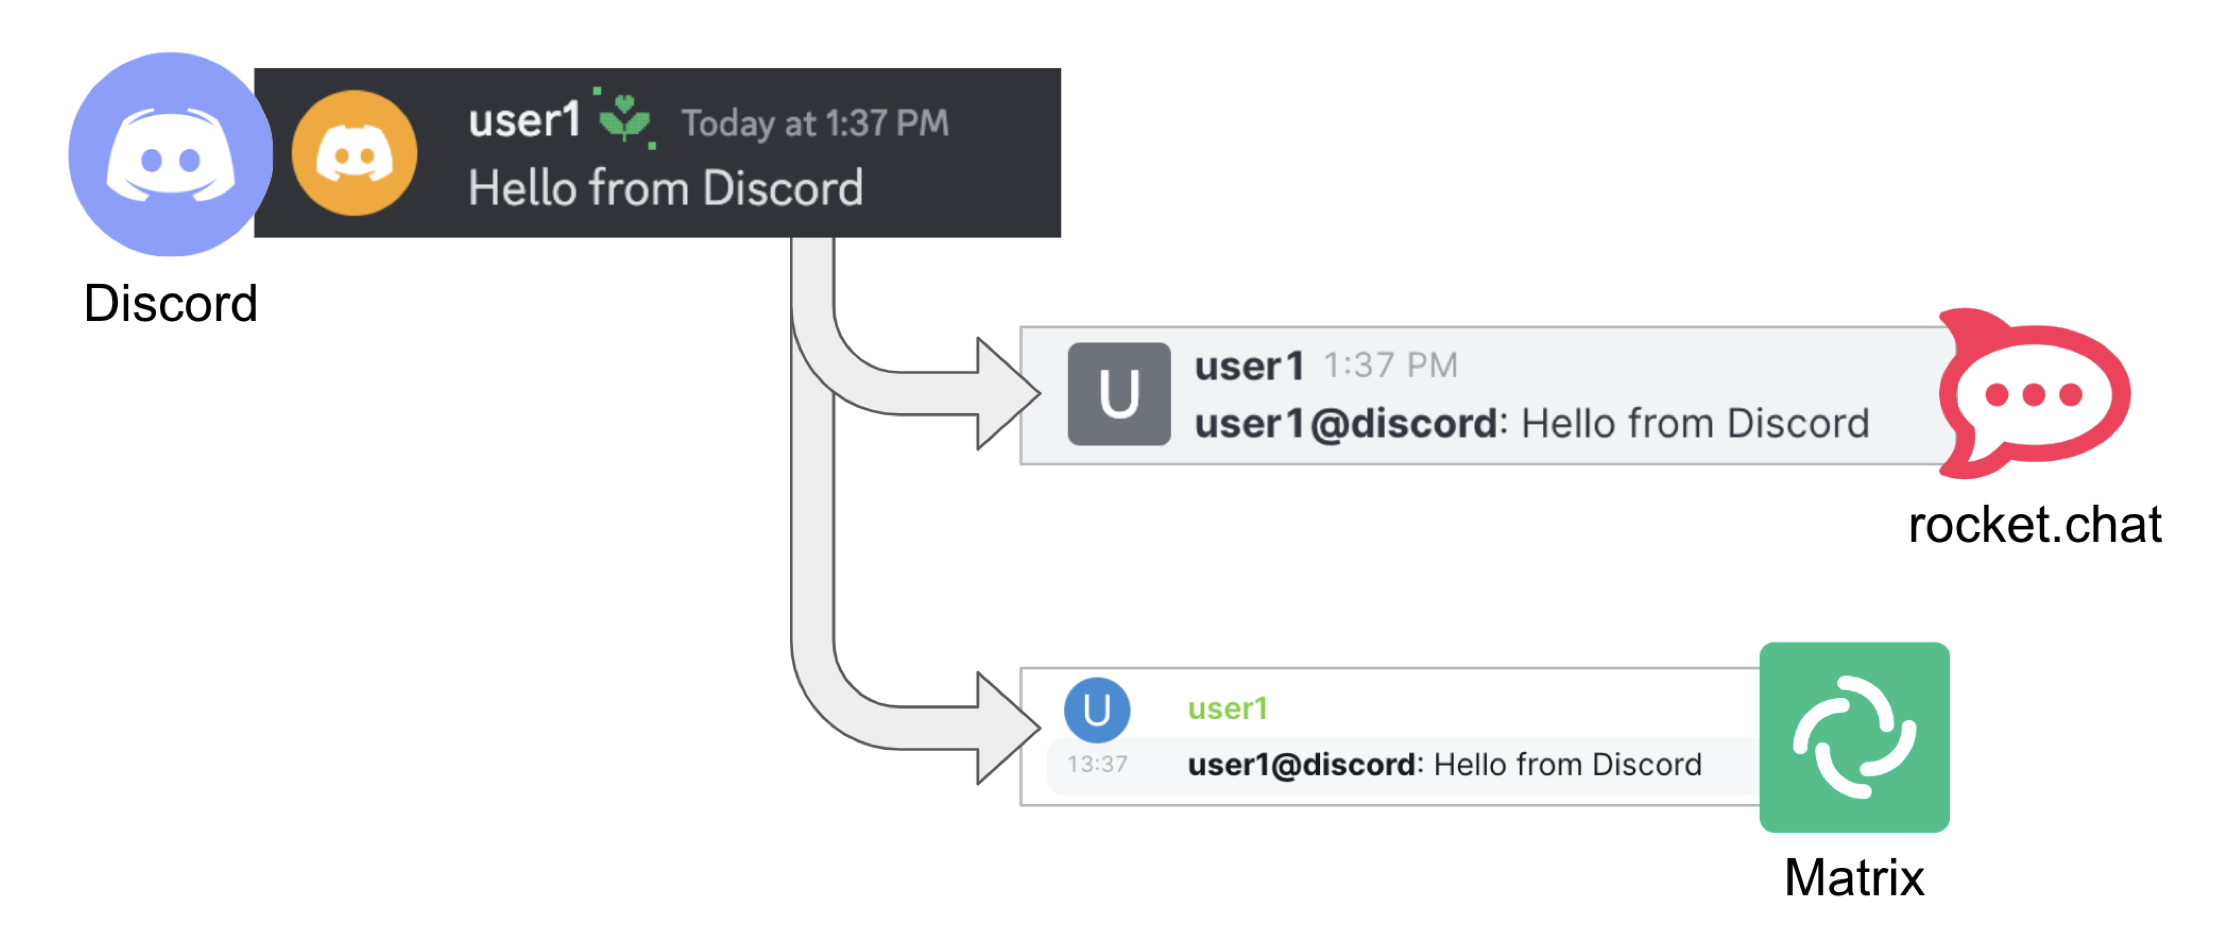 user1 Today at 1:37 PM
Hello from Discord
Discord
U
user1 1:37 PM
user1@discord: Hello from Discord
rocket.chat
U
user1
13:37 user1@discord: Hello from Discord
Matrix